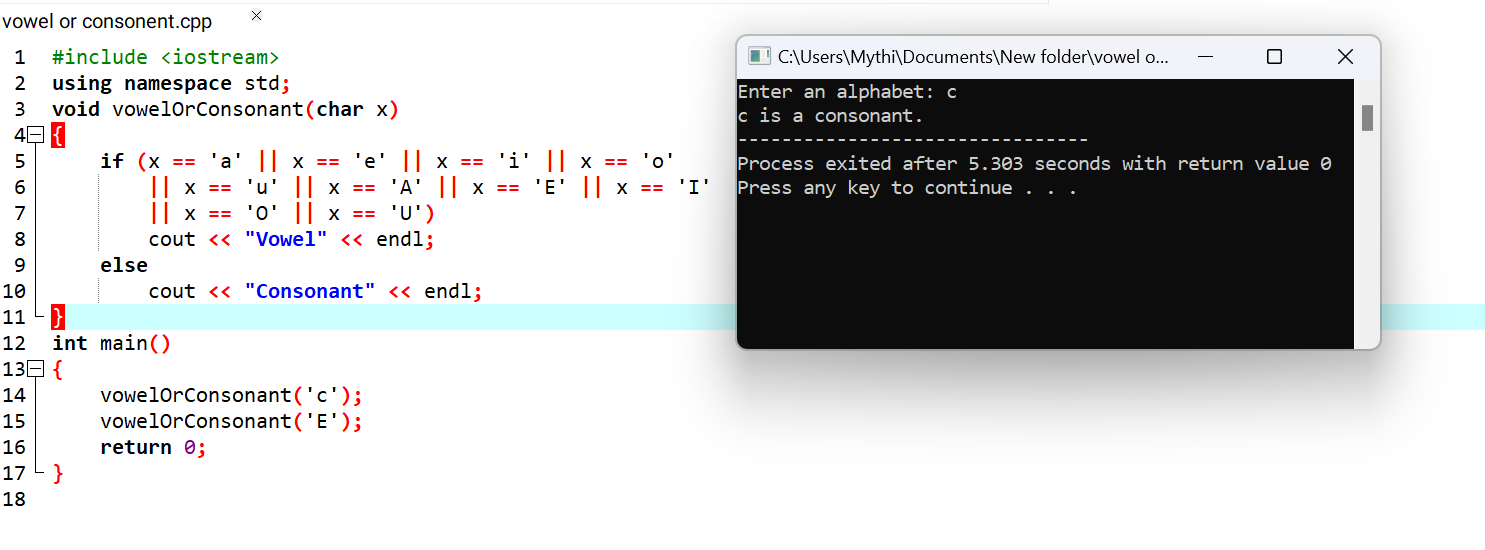 vowel or consonent.cpp
1 #include <iostream>
2 using namespace std;
3 void vowelOrConsonant(char x)
4 {
5     if (x == 'a' || x == 'e' || x == 'i' || x == 'o'
6         || x == 'u' || x == 'A' || x == 'E' || x == 'I'
7         || x == 'O' || x == 'U')
8         cout << "Vowel" << endl;
9     else
10         cout << "Consonant" << endl;
11 }
12 int main()
13 {
14     vowelOrConsonant('c');
15     vowelOrConsonant('E');
16     return 0;
17 }
18
C:\Users\Mythi\Documents\New folder\vowel o...
Enter an alphabet: c
c is a consonant.
--------------------------------
Process exited after 5.303 seconds with return value 0
Press any key to continue . . .